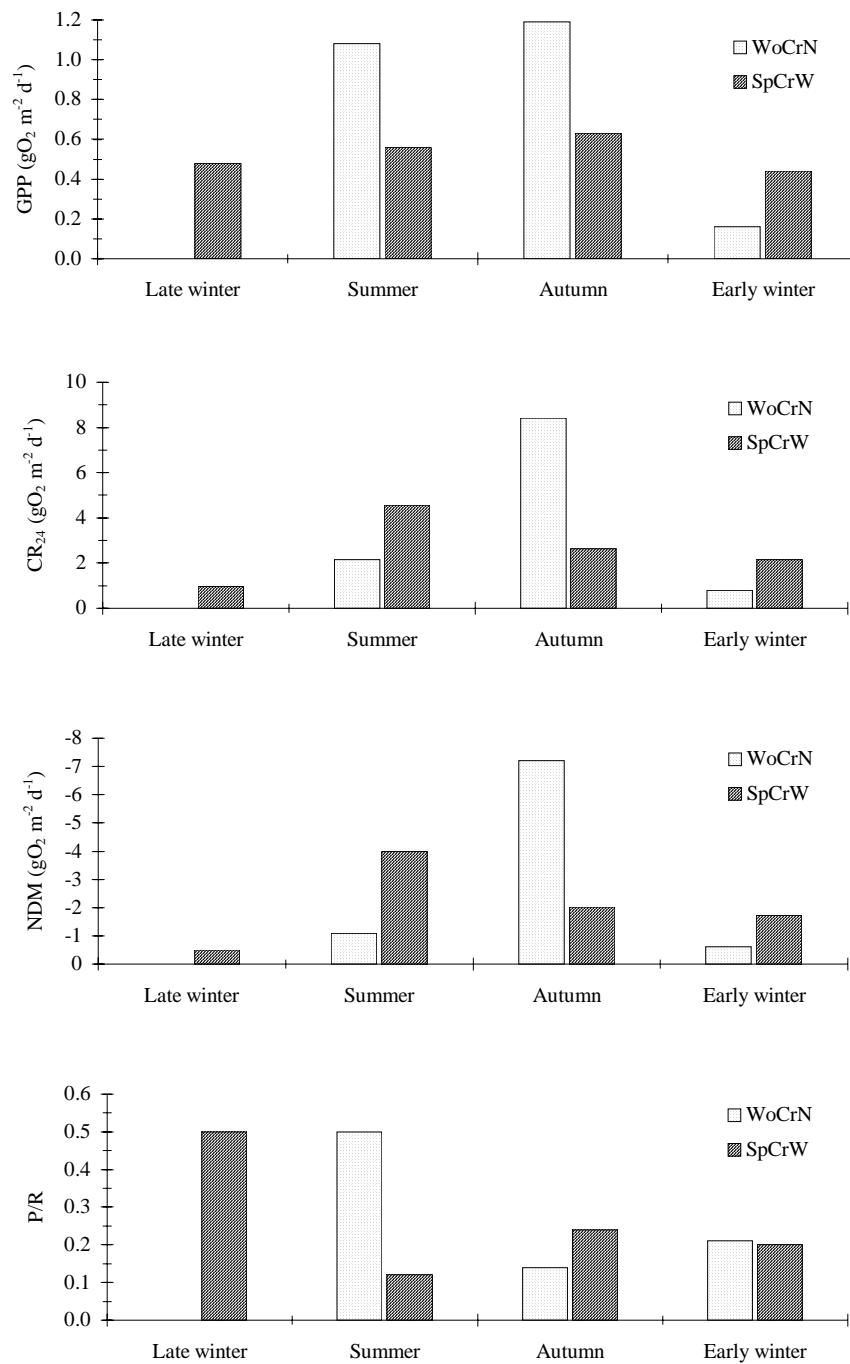 GPP (gO₂ m⁻² d⁻¹)
1.2
1.0
0.8
0.6
0.4
0.2
0.0
WoCrN
SpCrW
Late winter Summer Autumn Early winter
CR₂₄ (gO₂ m⁻² d⁻¹)
10
8
6
4
2
0
WoCrN
SpCrW
Late winter Summer Autumn Early winter
NDM (gO₂ m⁻² d⁻¹)
-8
-7
-6
-5
-4
-3
-2
-1
0
WoCrN
SpCrW
Late winter Summer Autumn Early winter
P/R
0.6
0.5
0.4
0.3
0.2
0.1
0.0
WoCrN
SpCrW
Late winter Summer Autumn Early winter